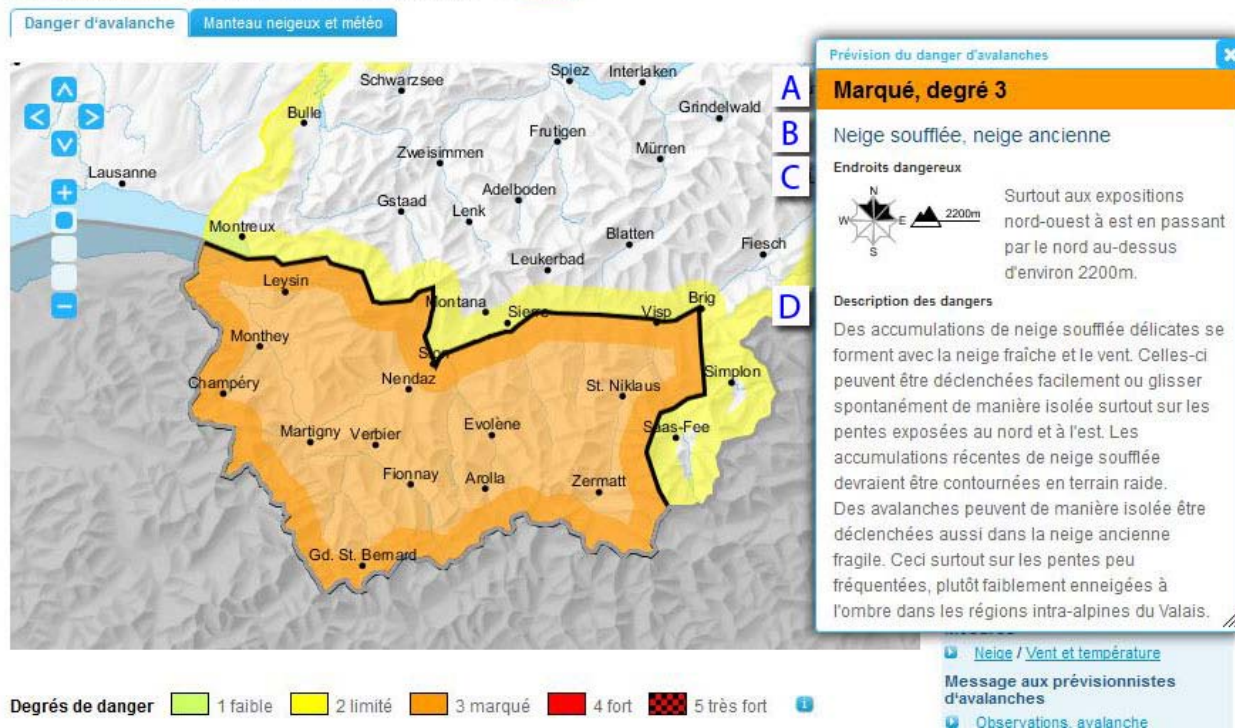 Danger d'avalanche
Manteau neigeux et météo
Schwarzsee
Spiez
Interlaken
Bulle
Grindelwald
Frutigen
Mürren
Zweisimmen
Lausanne
Adelboden
Gstaad
Lenk
Montreux
Blatten
Fiesch
Leukerbad
Leysin
Montana
Sierre
Visp
Brig
Monthey
Sion
Simplon
Champéry
Nendaz
St. Niklaus
Martigny
Verbier
Evolène
Saas-Fee
Fionnay
Arolla
Zermatt
Gd. St. Bernard
A
B
C
D
Prévision du danger d'avalanches
Marqué, degré 3
Neige soufflée, neige ancienne
Endroits dangereux
N
W
E
S
2200m
Surtout aux expositions
nord-ouest à est en passant
par le nord au-dessus
d'environ 2200m.
Description des dangers
Des accumulations de neige soufflée délicates se
forment avec la neige fraîche et le vent. Celles-ci
peuvent être déclenchées facilement ou glisser
spontanément de manière isolée surtout sur les
pentes exposées au nord et à l'est. Les
accumulations récentes de neige soufflée
devraient être contournées en terrain raide.
Des avalanches peuvent de manière isolée être
déclenchées aussi dans la neige ancienne
fragile. Ceci surtout sur les pentes peu
fréquentées, plutôt faiblement enneigées à
l'ombre dans les régions intra-alpines du Valais.
Neige / Vent et température
Message aux prévisionnistes
d'avalanches
Observations, avalanche
Degrés de danger
1 faible
2 limité
3 marqué
4 fort
5 très fort